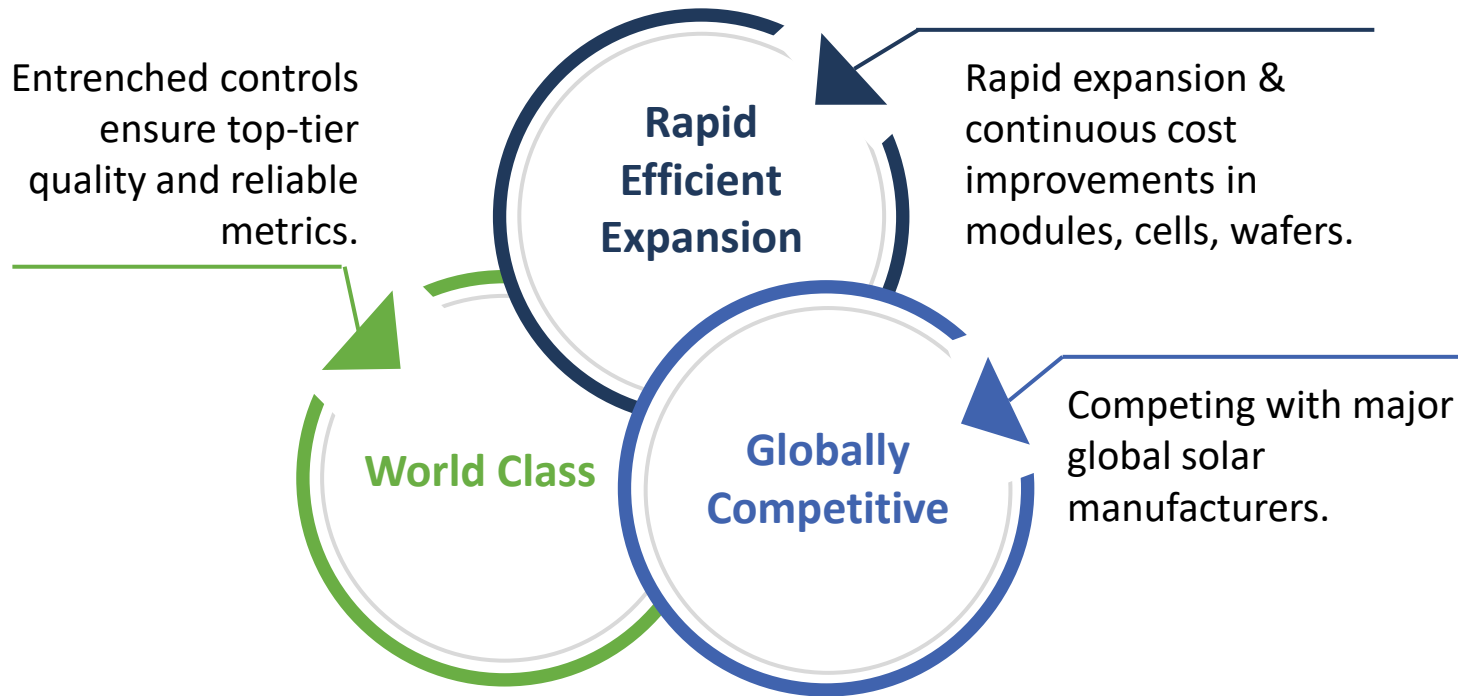 Entrenched controls
ensure top-tier
quality and reliable
metrics.
Rapid
Efficient
Expansion
Rapid expansion &
continuous cost
improvements in
modules, cells, wafers.
World Class
Globally
Competitive
Competing with major
global solar
manufacturers.